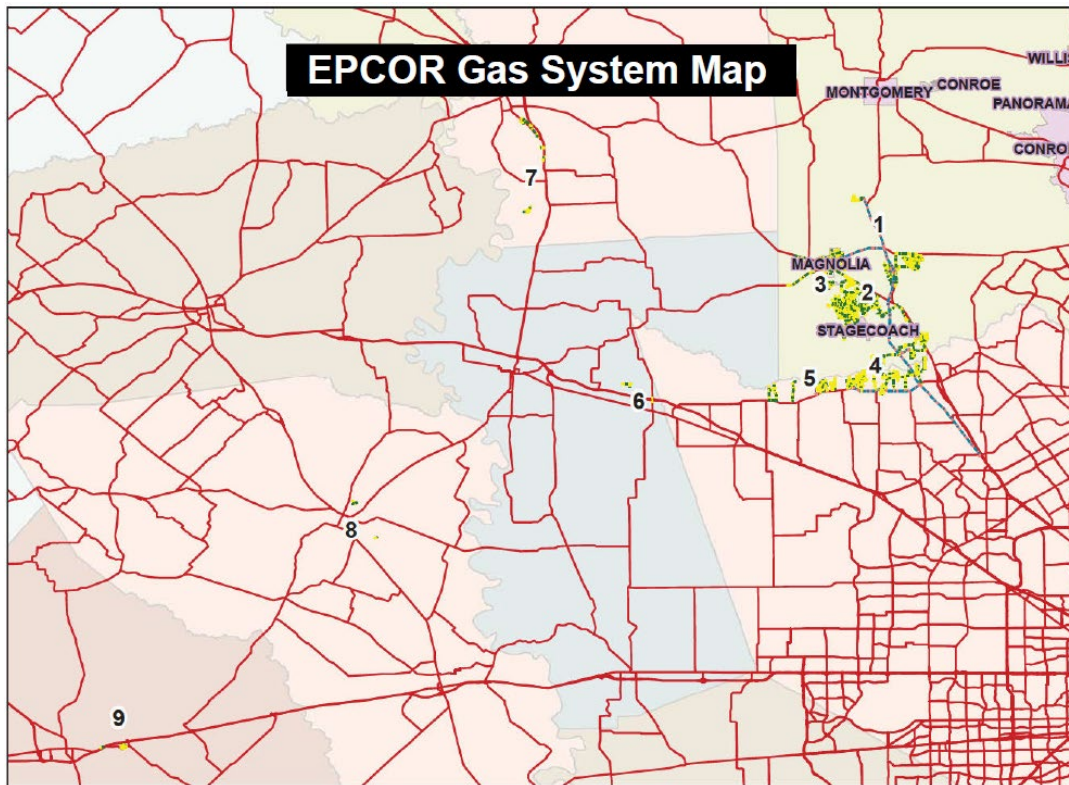 EPCOR Gas System Map
WILLIS
MONTGOMERY
CONROE
PANORAMA
CONROE
7
1
MAGNOLIA
3
2
STAGECOACH
4
5
6
8
9